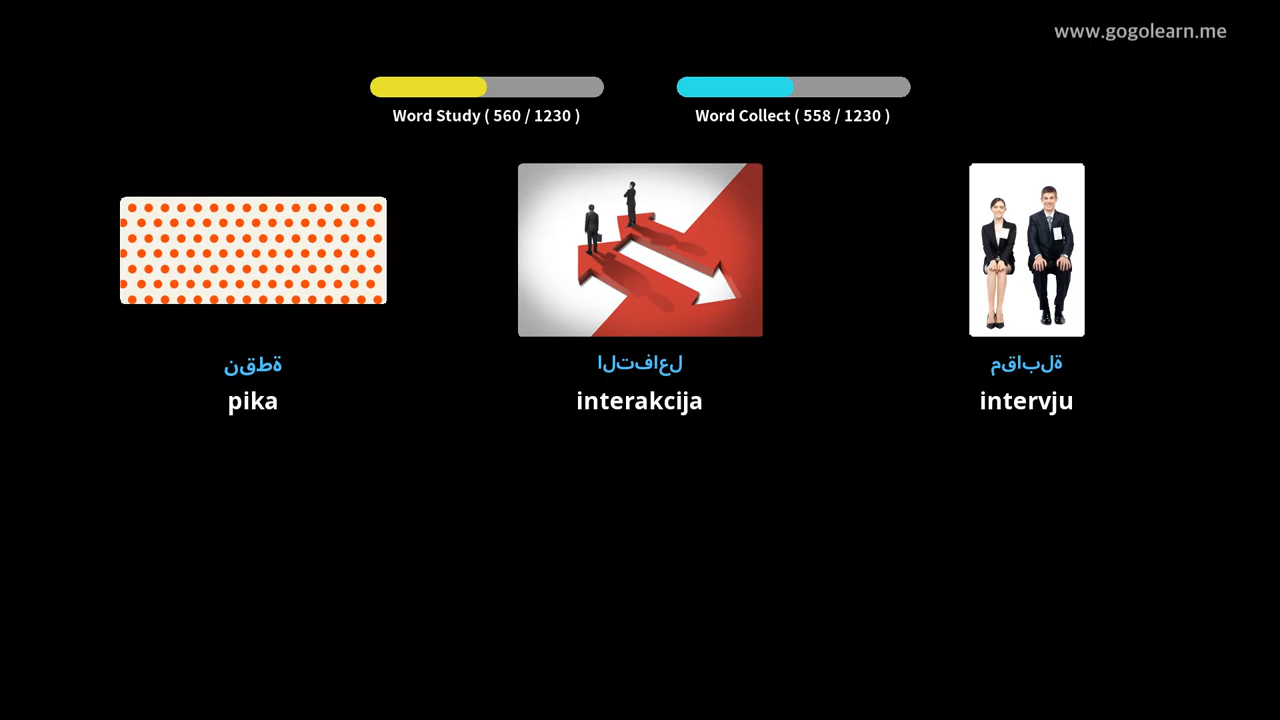 www.gogolearn.me
Word Study ( 560 / 1230 )
Word Collect ( 558 / 1230 )
نقطة
التفاعل
مقابلة
pika
interakcija
intervju